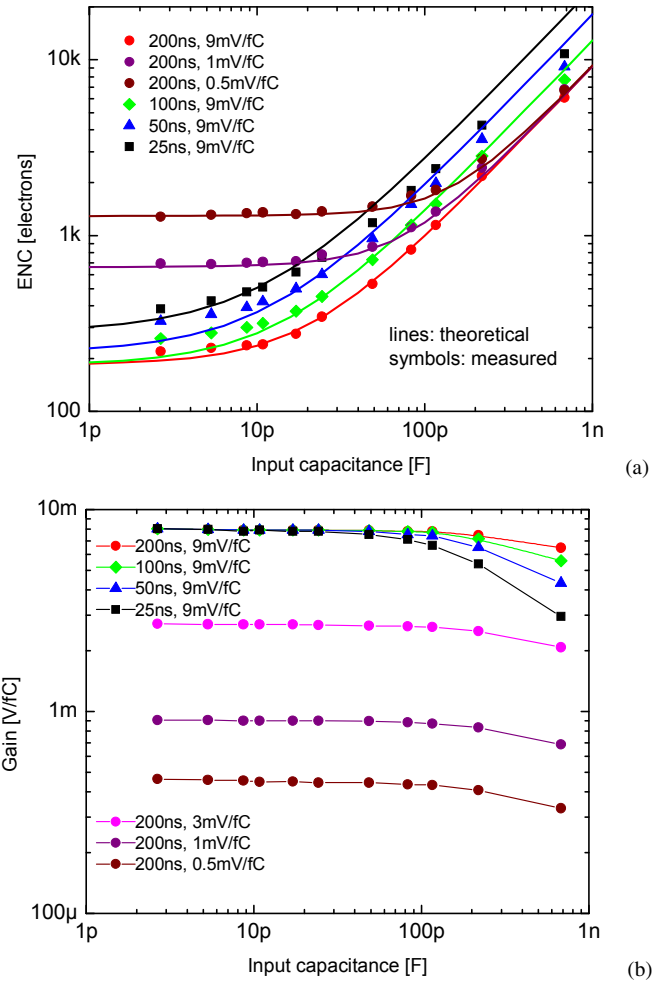 10k
200ns, 9mV/fC
200ns, 1mV/fC
200ns, 0.5mV/fC
100ns, 9mV/fC
50ns, 9mV/fC
25ns, 9mV/fC
ENC [electrons]
1k
lines: theoretical
symbols: measured
100
1p
10p
100p
1n
Input capacitance [F]
(a)
10m
200ns, 9mV/fC
100ns, 9mV/fC
50ns, 9mV/fC
25ns, 9mV/fC
Gain [V/fC]
1m
200ns, 3mV/fC
200ns, 1mV/fC
200ns, 0.5mV/fC
100µ
1p
10p
100p
1n
Input capacitance [F]
(b)